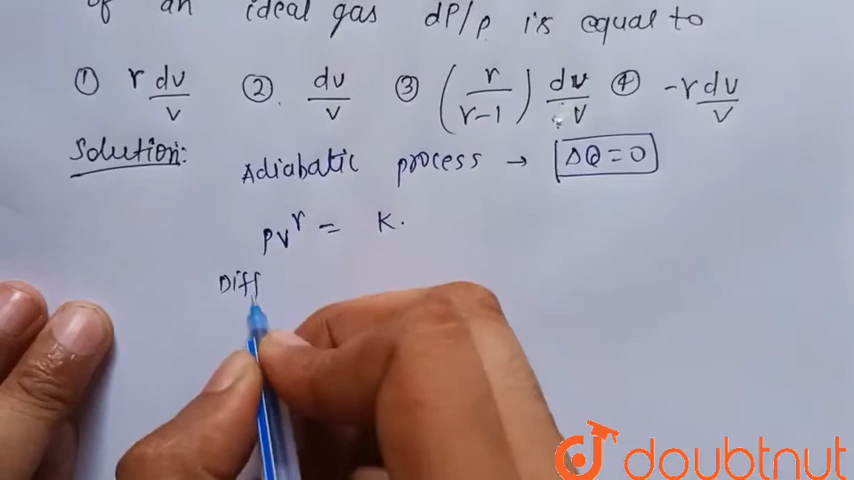 of an ideal gas dP/P is equal to
① r dv/v ② dv/v ③ (r/r-1) dv/v ④ -r dv/v
Solution:
Adiabatic process → ΔQ = 0
PV^r = K.
Diff
doubtnut